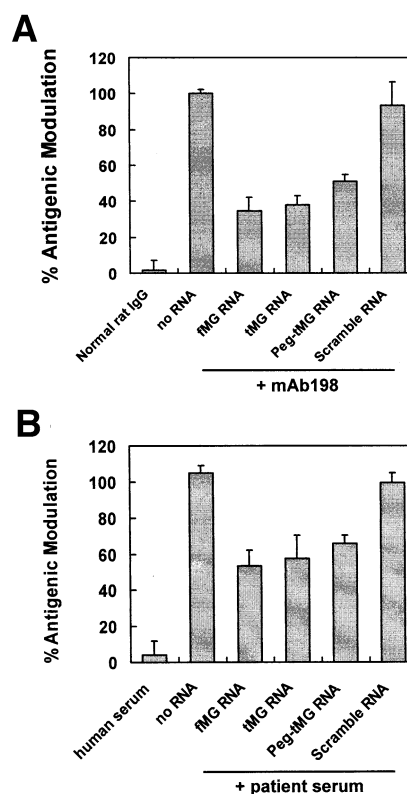 A
% Antigenic Modulation
120
100
80
60
40
20
0
Normal rat IgG
no RNA
fMG RNA
tMG RNA
Peg-tMG RNA
Scramble RNA
+ mAb198
B
% Antigenic Modulation
120
100
80
60
40
20
0
human serum
no RNA
fMG RNA
tMG RNA
Peg-tMG RNA
Scramble RNA
+ patient serum